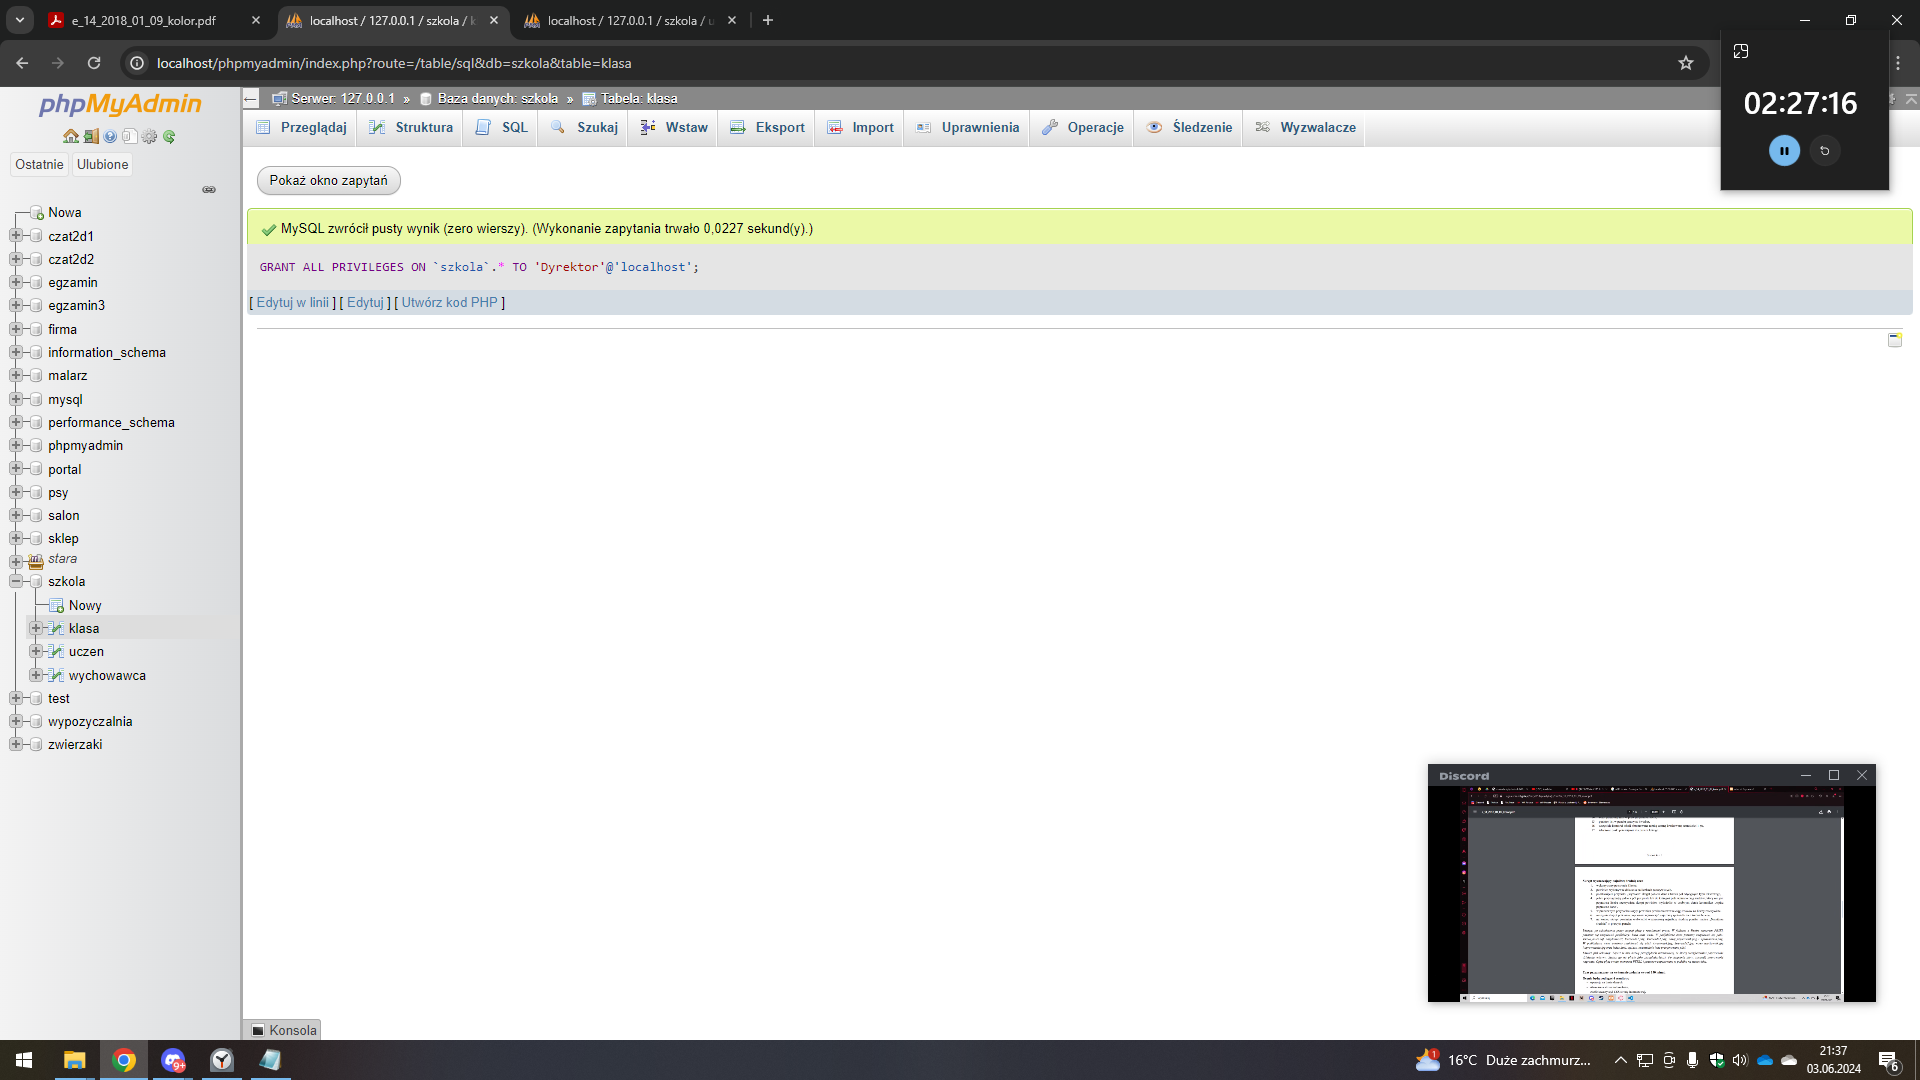 e_14_2018_01_09_kolor.pdf
localhost / 127.0.0.1 / szkola / k
localhost / 127.0.0.1 / szkola / u
localhost/phpmyadmin/index.php?route=/table/sql&db=szkola&table=klasa
02:27:16
phpMyAdmin
Ostatnie
Ulubione
Nowa
czat2d1
czat2d2
egzamin
egzamin3
firma
information_schema
malarz
mysql
performance_schema
phpmyadmin
portal
psy
salon
sklep
stara
szkola
Nowy
klasa
uczen
wychowawca
test
wypozyczalnia
zwierzaki
Serwer: 127.0.0.1 » Baza danych: szkola » Tabela: klasa
Przeglądaj Struktura SQL Szukaj Wstaw Eksport Import Uprawnienia Operacje Śledzenie Wyzwalacze
Pokaż okno zapytań
MySQL zwrócił pusty wynik (zero wierszy). (Wykonanie zapytania trwało 0,0227 sekund(y).)
GRANT ALL PRIVILEGES ON `szkola`.* TO 'Dyrektor'@'localhost';
[ Edytuj w linii ] [ Edytuj ] [ Utwórz kod PHP ]
Discord
Konsola
9+
1
16°C Duże zachmurz...
21:37
03.06.2024
6